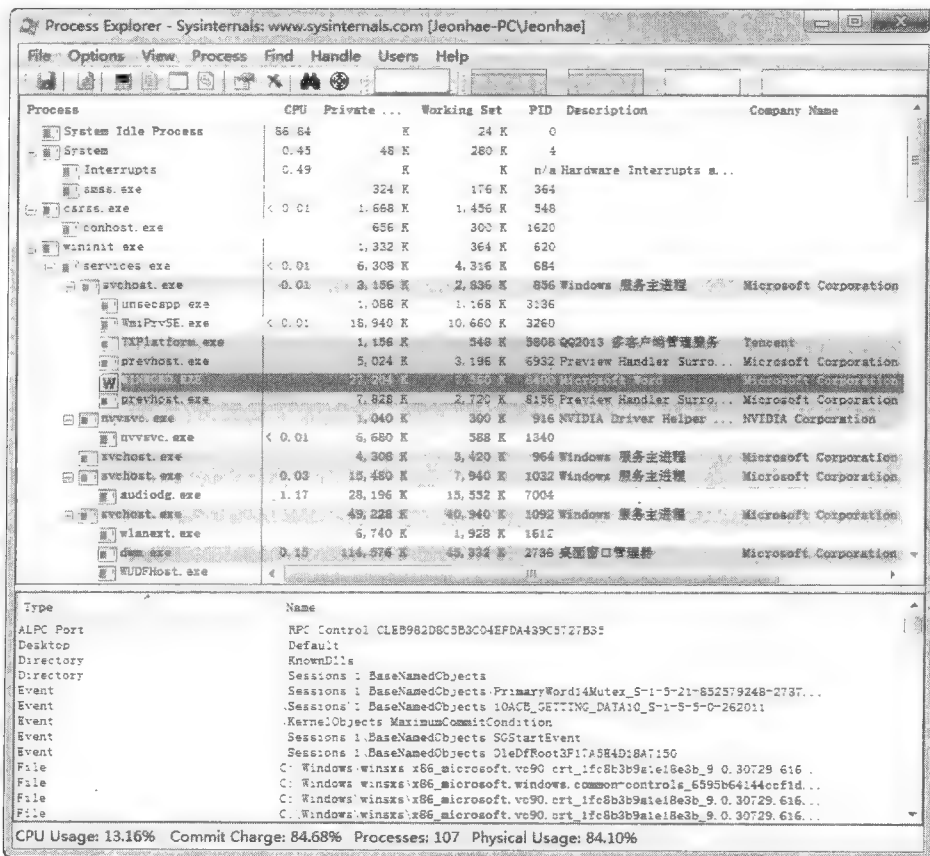 Process Explorer - Sysinternals: www.sysinternals.com [Jeonhae-PC\Jeonhae]
File Options View Process Find Handle Users Help
Process CPU Private ... Working Set PID Description Company Name
System Idle Process 86.84 K 24 K 0
System 0.45 48 K 280 K 4
Interrupts 0.49 K K n/a Hardware Interrupts a...
smss.exe 324 K 176 K 364
csrss.exe < 0.01 1,668 K 1,456 K 548
conhost.exe 656 K 300 K 1620
wininit.exe 1,332 K 364 K 620
services.exe < 0.01 6,308 K 4,316 K 684
svchost.exe 0.01 3,156 K 2,836 K 856 Windows 服务主进程 Microsoft Corporation
unsecapp.exe 1,088 K 1,168 K 3136
WmiPrvSE.exe < 0.01 18,940 K 10,660 K 3260
TXPlatform.exe 1,156 K 548 K 5808 QQ2013 多客户端管理服务 Tencent
prevhost.exe 5,024 K 3,196 K 6932 Preview Handler Surro... Microsoft Corporation
WINWORD.EXE Microsoft Word Microsoft Corporation
prevhost.exe 7,828 K 2,720 K 8156 Preview Handler Surro... Microsoft Corporation
nvvsvc.exe 1,040 K 300 K 916 NVIDIA Driver Helper ... NVIDIA Corporation
nvvsvc.exe < 0.01 6,680 K 588 K 1340
svchost.exe 4,308 K 3,420 K 964 Windows 服务主进程 Microsoft Corporation
svchost.exe 0.03 15,480 K 7,940 K 1032 Windows 服务主进程 Microsoft Corporation
audiodg.exe 1.17 28,196 K 15,552 K 7004
svchost.exe 49,228 K 40,940 K 1092 Windows 服务主进程 Microsoft Corporation
wlanext.exe 6,740 K 1,928 K 1612
dwm.exe 0.15 114,576 K 45,332 K 2736 桌面窗口管理器 Microsoft Corporation
WUDFHost.exe
Type Name
ALPC Port RPC Control
Desktop Default
Directory KnownDlls
Directory Sessions 1 BaseNamedObjects
Event Sessions 1 BaseNamedObjects PrimaryWord14Mutex_S-1-5-21-852579248-2737...
Event Sessions 1 BaseNamedObjects 10ACB_GETTING_DATA10_S-1-5-5-0-262011
Event KernelObjects MaximumCommitCondition
Event Sessions 1 BaseNamedObjects SGStartEvent
Event Sessions 1 BaseNamedObjects
File C: Windows winsxs x86_microsoft.vc90.crt_1fc8b3b9a1e18e3b_9.0.30729.616...
File C: Windows winsxs x86_microsoft.windows.common-controls_6595b64144ccf1d...
File C: Windows winsxs x86_microsoft.vc90.crt_1fc8b3b9a1e18e3b_9.0.30729.616...
File C: Windows winsxs x86_microsoft.vc90.crt_1fc8b3b9a1e18e3b_9.0.30729.616...
CPU Usage: 13.16% Commit Charge: 84.68% Processes: 107 Physical Usage: 84.10%